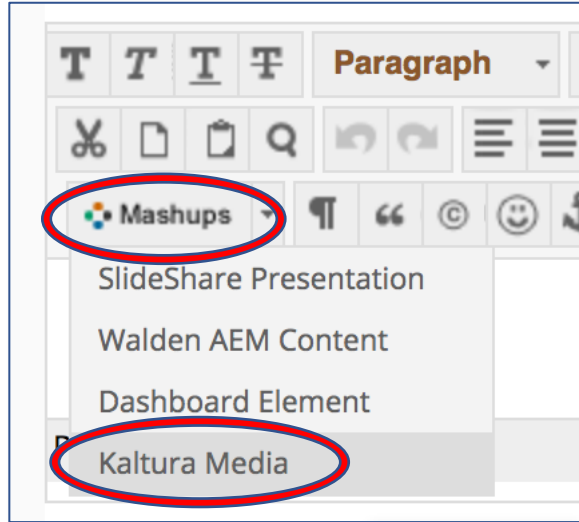 T T T T Paragraph
Mashups ¶ “ ©
SlideShare Presentation
Walden AEM Content
Dashboard Element
Kaltura Media